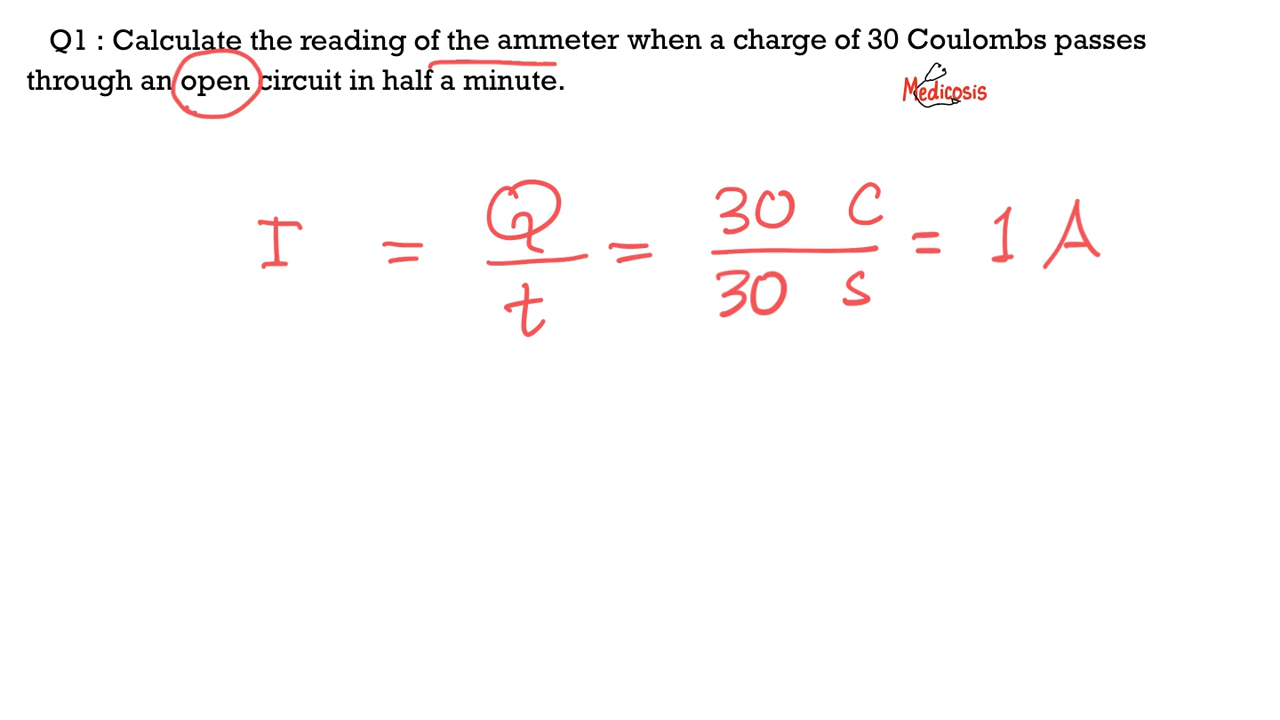 Q1 : Calculate the reading of the ammeter when a charge of 30 Coulombs passes
through an open circuit in half a minute.
Medicosis
I = Q/t = 30 C/30 s = 1 A